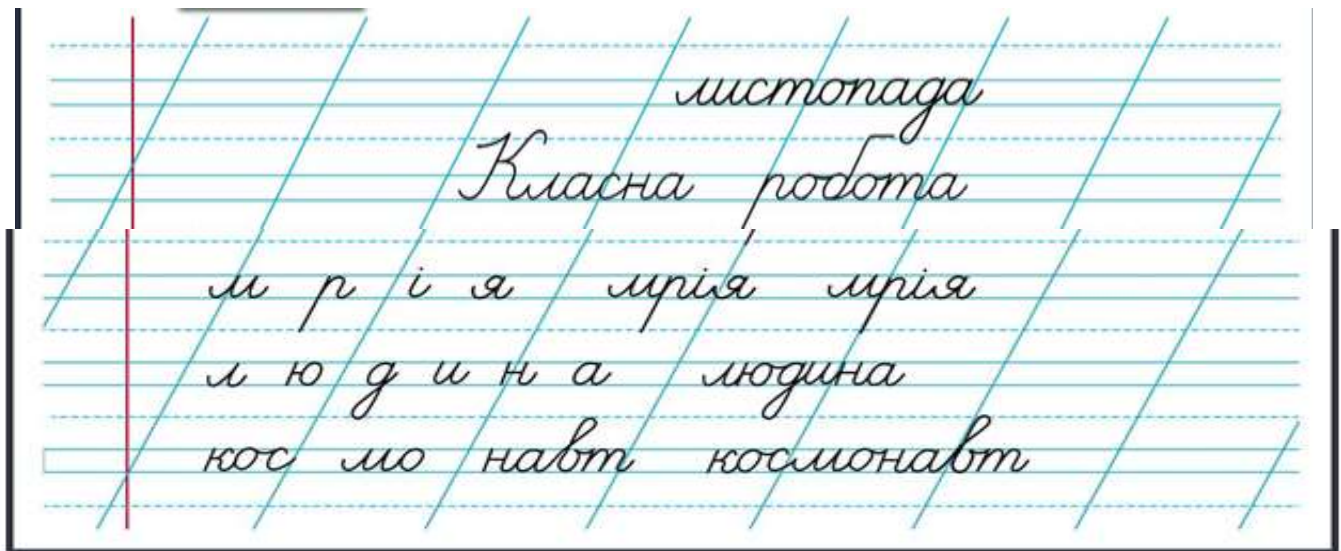 листопада
Класна робота
м р і я мрія мрія
л ю д и н а людина
кос мо навт космонавт